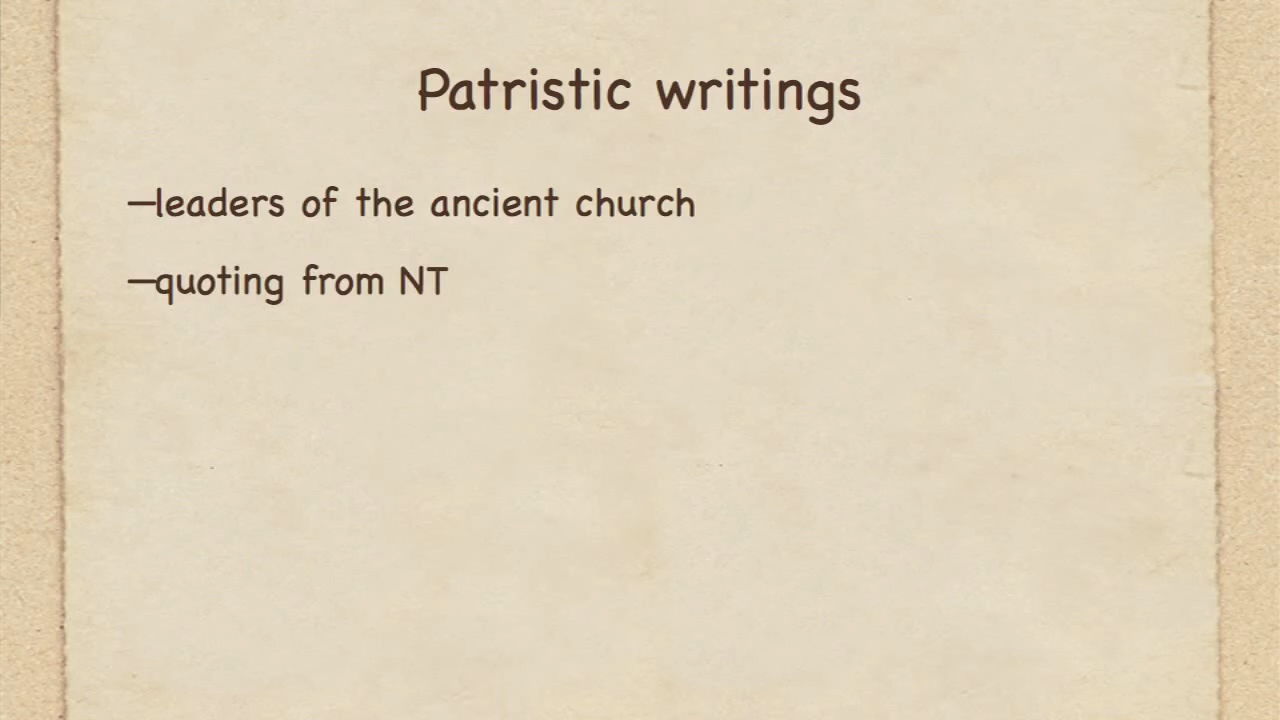 Patristic writings
—leaders of the ancient church
—quoting from NT